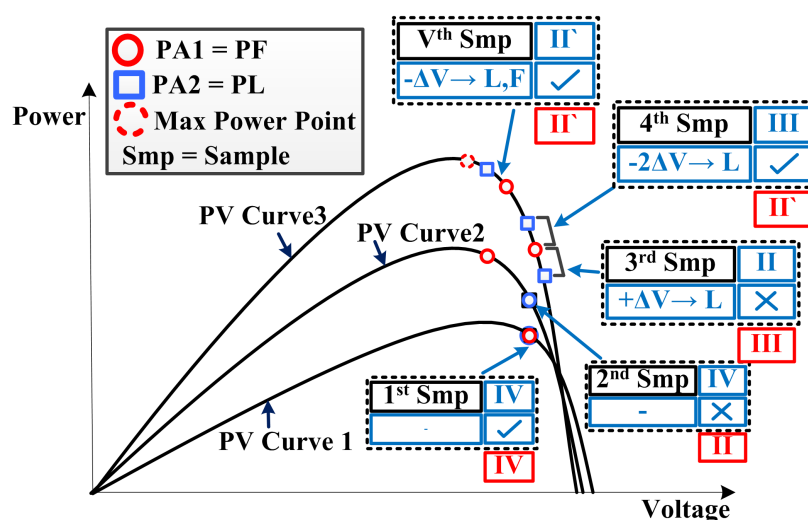 PA1 = PF
PA2 = PL
Max Power Point
Smp = Sample
Power
Vᵗʰ Smp II`
-ΔV→ L,F ✓
II`
4ᵗʰ Smp III
-2ΔV→ L ✓
II`
PV Curve3
PV Curve2
3ʳᵈ Smp II
+ΔV→ L ✕
III
PV Curve 1
1ˢᵗ Smp IV
- ✓
IV
2ⁿᵈ Smp IV
- ✕
II
Voltage